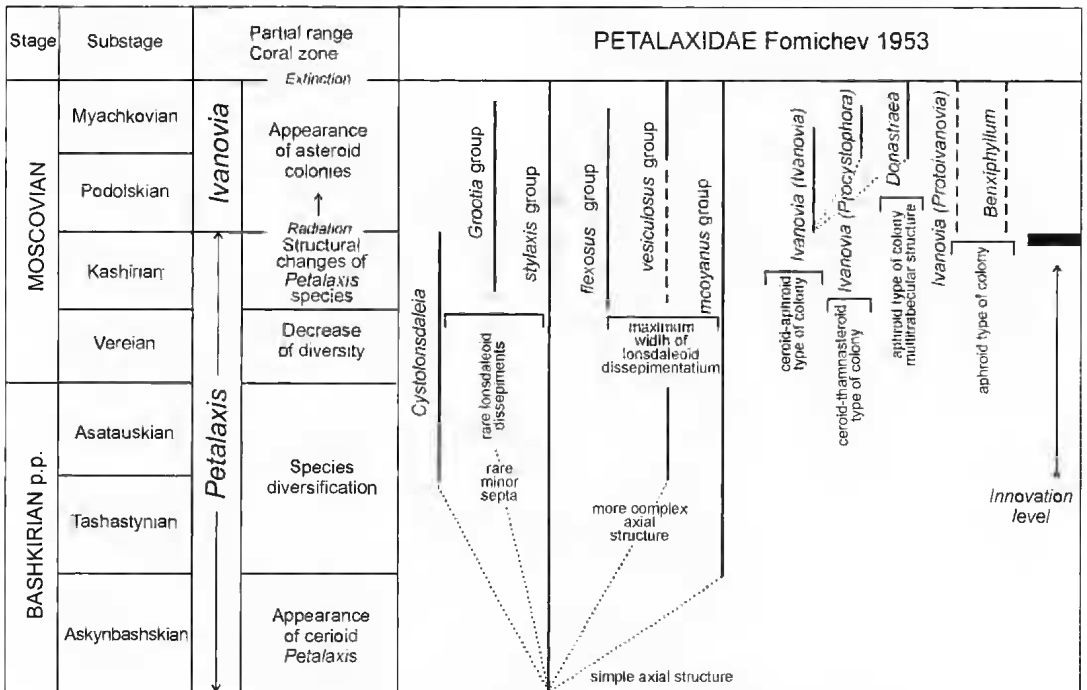 Stage
Substage
Partial range
Coral zone
PETALAXIDAE Fomichev 1953
Extinction
MOSCOVIAN
BASHKIRIAN p.p.
Myachkovian
Podolskian
Kashirian
Vereian
Asatauskian
Tashastynian
Askynbashskian
Ivanovia
Petalaxis
Appearance
of asteroid
colonies
Radiation
Structural
changes of
Petalaxis
species
Decrease
of diversity
Species
diversification
Appearance
of cerioid
Petalaxis
Cystolonsdaleia
Grootia group
stylaxis group
rare lonsdaleoid
dissepiments
rare
minor
septa
flexosus group
vesiculosus group
mcoyanus group
maximum
width of
lonsdaleoid
dissepimentatium
more complex
axial
structure
simple axial structure
Ivanovia (Ivanovia)
ceroid-aphroid
type of colony
Ivanovia (Procystophora)
ceroid-thamnasteroid
type of colony
Donastraea
aphroid type of colony
multitrabecular structure
Ivanovia (Protoivanovia)
Benxiphyllum
aphroid type of colony
Innovation
level